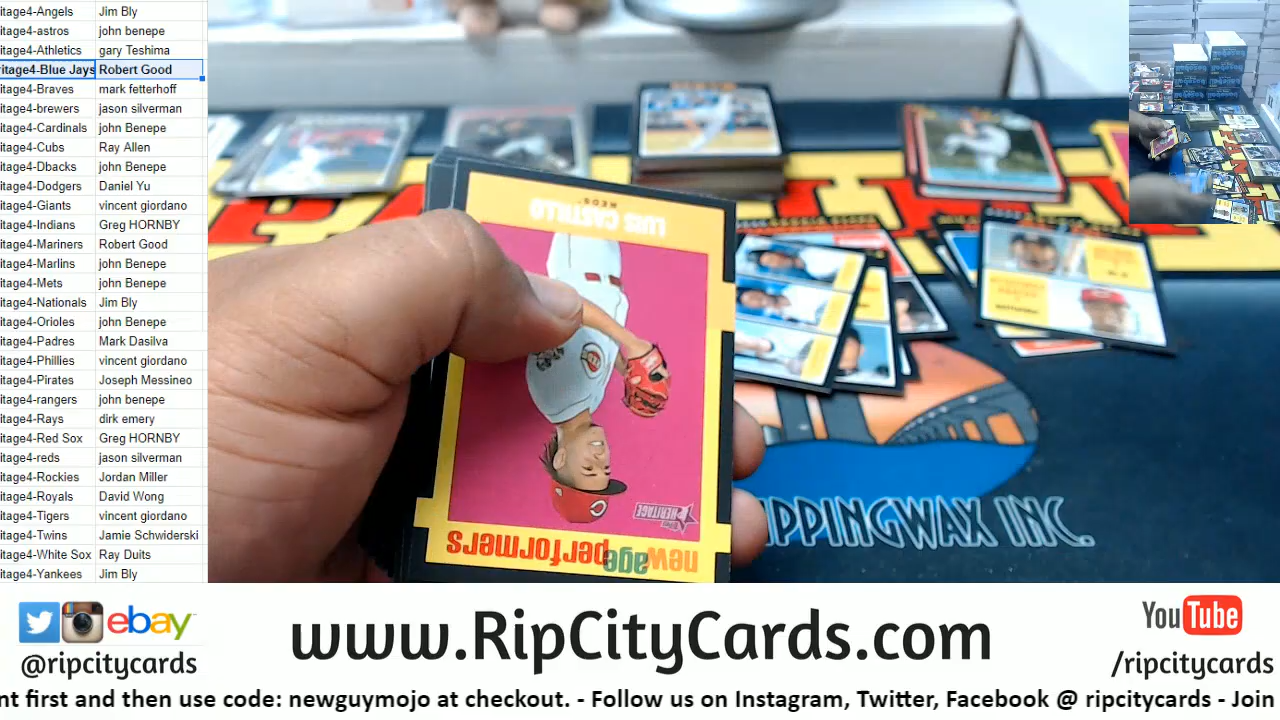 itage4-Angels Jim Bly
itage4-astros john benepe
itage4-Athletics gary Teshima
ritage4-Blue Jays Robert Good
itage4-Braves mark fetterhoff
itage4-brewers jason silverman
itage4-Cardinals john Benepe
itage4-Cubs Ray Allen
itage4-Dbacks john Benepe
itage4-Dodgers Daniel Yu
itage4-Giants vincent giordano
itage4-Indians Greg HORNBY
itage4-Mariners Robert Good
itage4-Marlins john Benepe
itage4-Mets john Benepe
itage4-Nationals Jim Bly
itage4-Orioles john Benepe
itage4-Padres Mark Dasilva
itage4-Phillies vincent giordano
itage4-Pirates Joseph Messineo
itage4-rangers john benepe
itage4-Rays dirk emery
itage4-Red Sox Greg HORNBY
itage4-reds jason silverman
itage4-Rockies Jordan Miller
itage4-Royals David Wong
itage4-Tigers vincent giordano
itage4-Twins Jamie Schwiderski
itage4-White Sox Ray Duits
itage4-Yankees Jim Bly
REDS
LUIS CASTILLO
C
HERITAGE
newageperformers
IPPINGWAX INC.
ebay
@ripcitycards
www.RipCityCards.com
YouTube
/ripcitycards
nt first and then use code: newguymojo at checkout. - Follow us on Instagram, Twitter, Facebook @ ripcitycards - Join